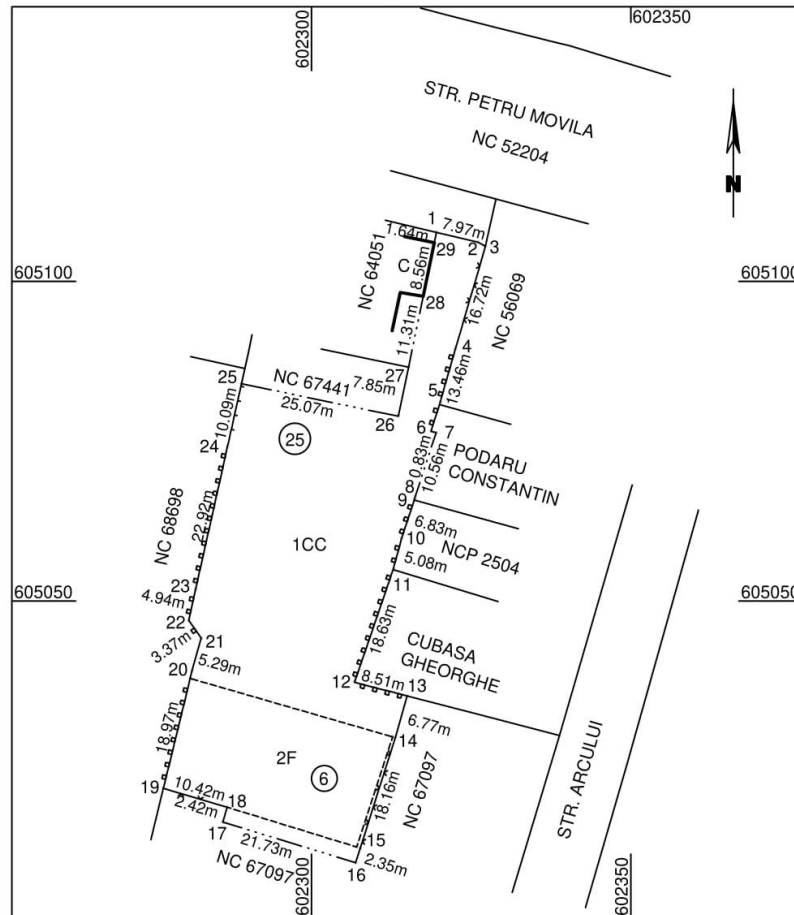 602300
602350
STR. PETRU MOVILA
NC 52204
1
7.97m
1.64m
29
2
3
NC 64051
C
8.56m
28
605100
605100
16.72m
NC 56069
11.31m
4
13.46m
27
7.85m
25
NC 67441
25.07m
26
5
10.09m
24
25
6
7
0.83m
10.56m
PODARU
CONSTANTIN
8
9
NC 68698
22.92m
6.83m
10
NCP 2504
1CC
5.08m
11
23
4.94m
605050
605050
22
18.63m
3.37m
21
5.29m
CUBASA
GHEORGHE
20
12
8.51m
13
6.77m
14
18.97m
2F
6
18.16m
NC 67097
STR. ARCULUI
19
10.42m
18
2.42m
17
21.73m
15
2.35m
16
NC 67097
602300
602350
N